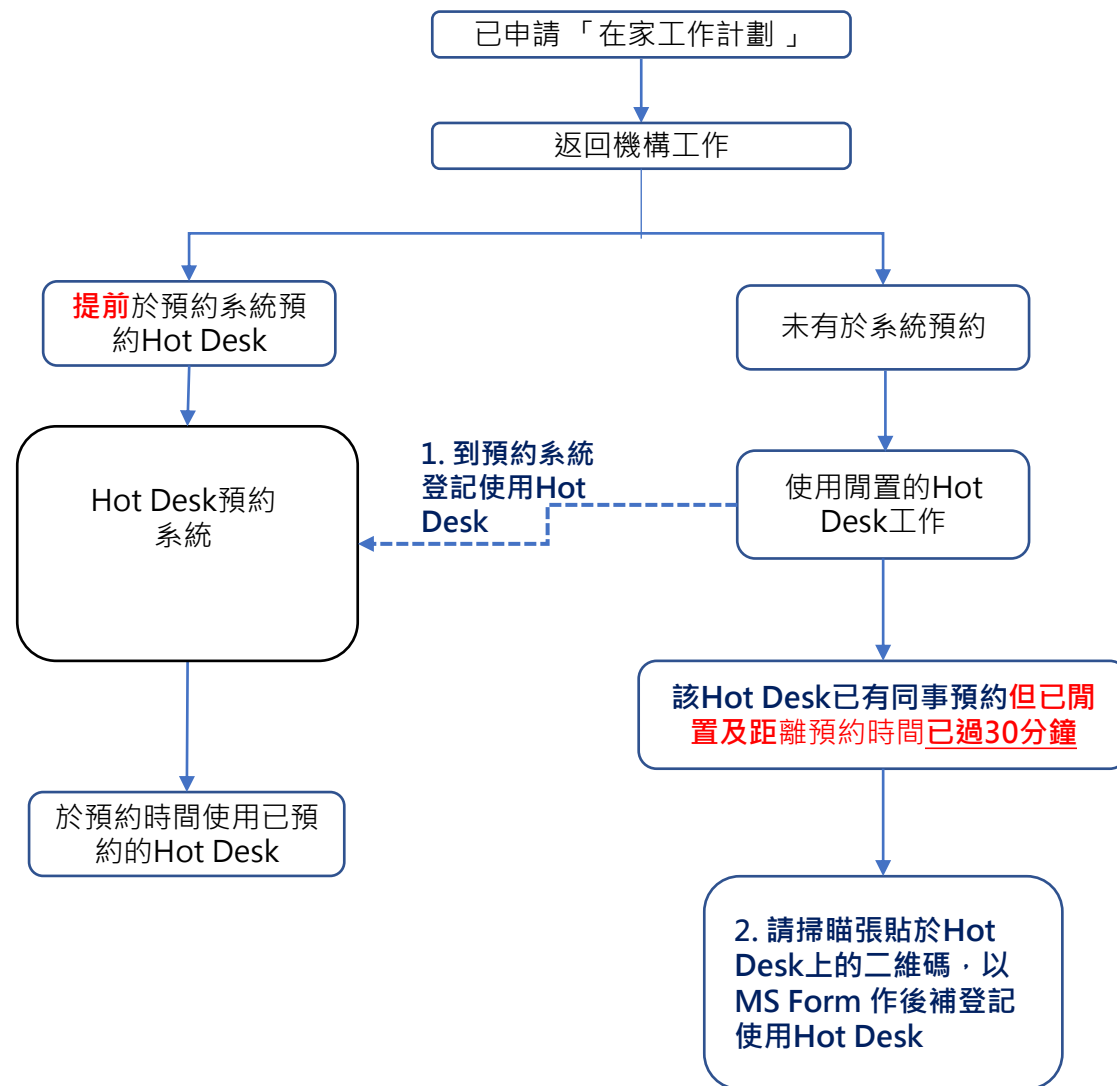 已申請 「在家工作計劃 」
返回機構工作
提前於預約系統預
約Hot Desk
未有於系統預約
Hot Desk預約
系統
1. 到預約系統
登記使用Hot
Desk
使用閒置的Hot
Desk工作
該Hot Desk已有同事預約但已閒
置及距離預約時間已過30分鐘
於預約時間使用已預
約的Hot Desk
2. 請掃瞄張貼於Hot
Desk上的二維碼，以
MS Form 作後補登記
使用Hot Desk